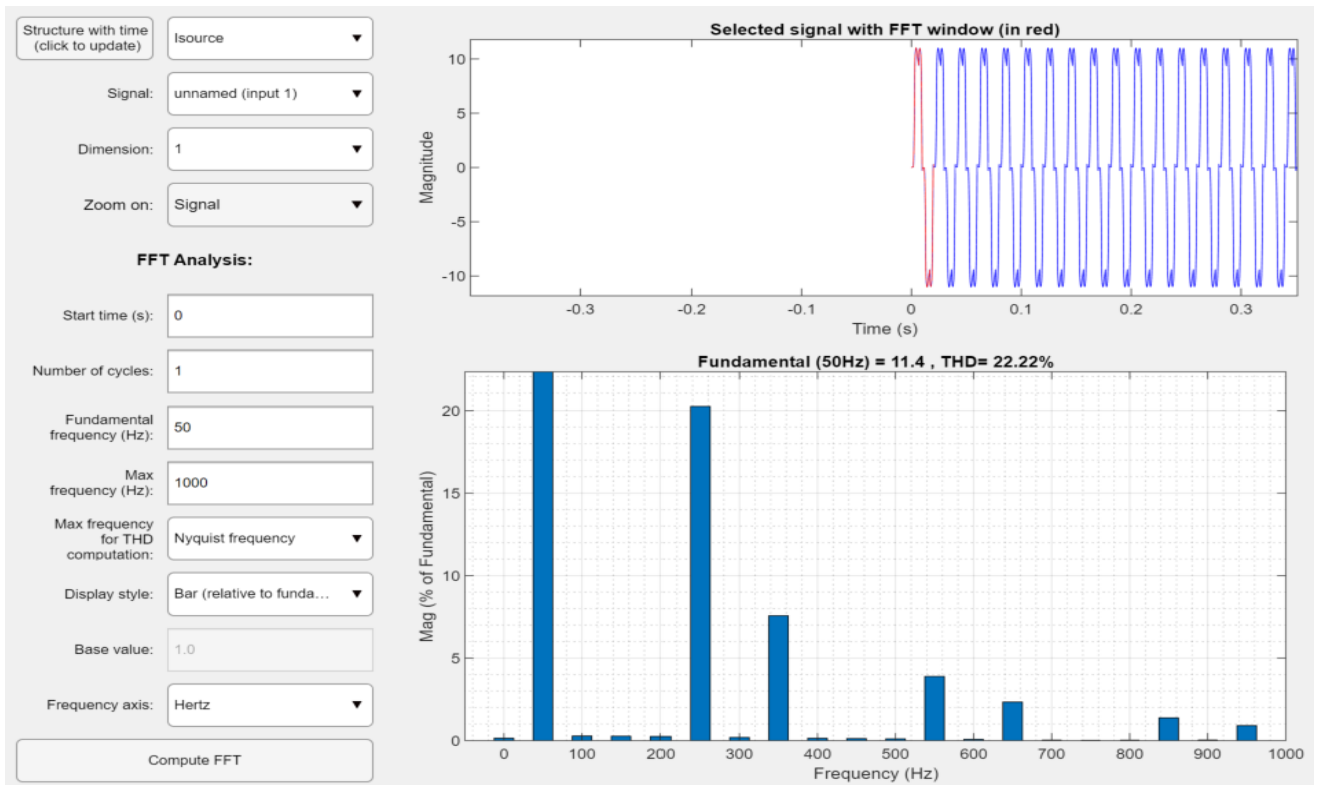 Structure with time
(click to update)
Isource
Signal:
unnamed (input 1)
Dimension:
1
Zoom on:
Signal
FFT Analysis:
Start time (s):
0
Number of cycles:
1
Fundamental
frequency (Hz):
50
Max
frequency (Hz):
1000
Max frequency
for THD
computation:
Nyquist frequency
Display style:
Bar (relative to funda...
Base value:
1.0
Frequency axis:
Hertz
Compute FFT
Selected signal with FFT window (in red)
Magnitude
10
5
0
-5
-10
-0.3 -0.2 -0.1 0 0.1 0.2 0.3
Time (s)
Fundamental (50Hz) = 11.4 , THD= 22.22%
Mag (% of Fundamental)
20
15
10
5
0
0 100 200 300 400 500 600 700 800 900 1000
Frequency (Hz)